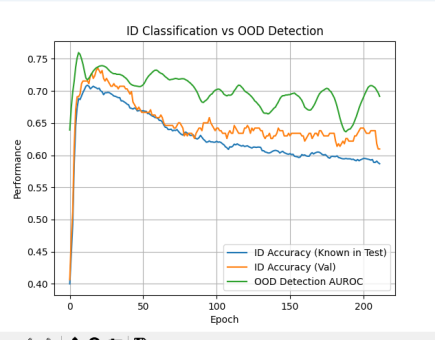 ID Classification vs OOD Detection
0.75
0.70
0.65
0.60
0.55
0.50
0.45
0.40
Performance
ID Accuracy (Known in Test)
ID Accuracy (Val)
OOD Detection AUROC
0 50 100 150 200
Epoch